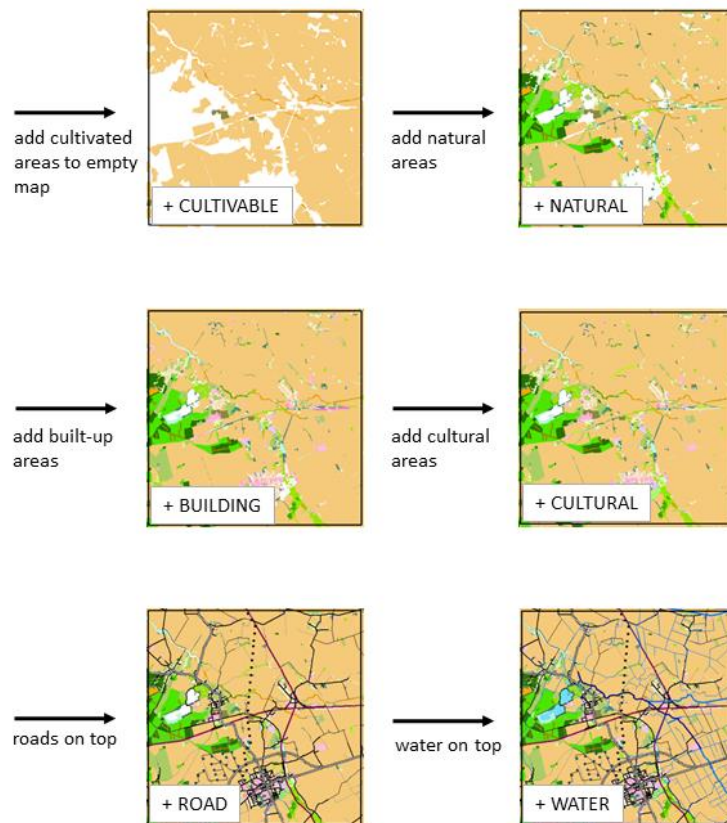 add cultivated
areas to empty
map
+ CULTIVABLE
add natural
areas
+ NATURAL
add built-up
areas
+ BUILDING
add cultural
areas
+ CULTURAL
roads on top
+ ROAD
water on top
+ WATER